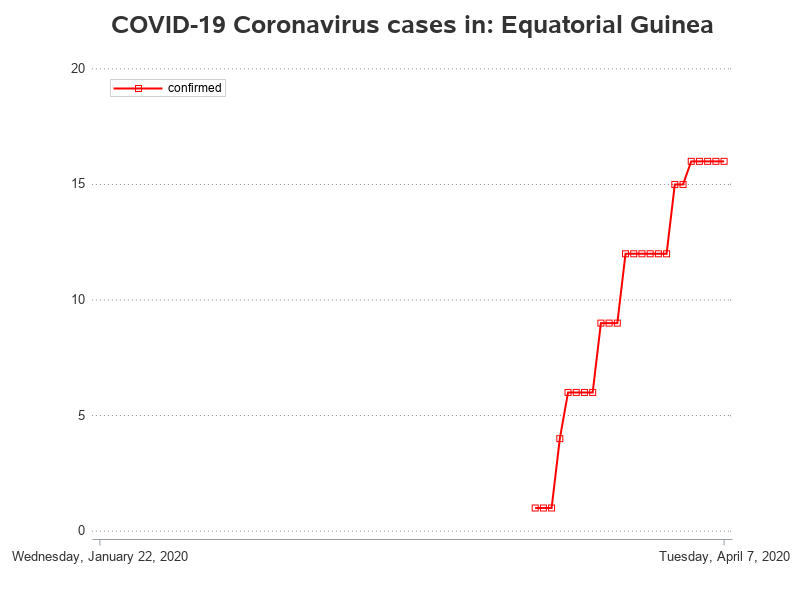 COVID-19 Coronavirus cases in: Equatorial Guinea
20
confirmed
15
10
5
0
Wednesday, January 22, 2020
Tuesday, April 7, 2020